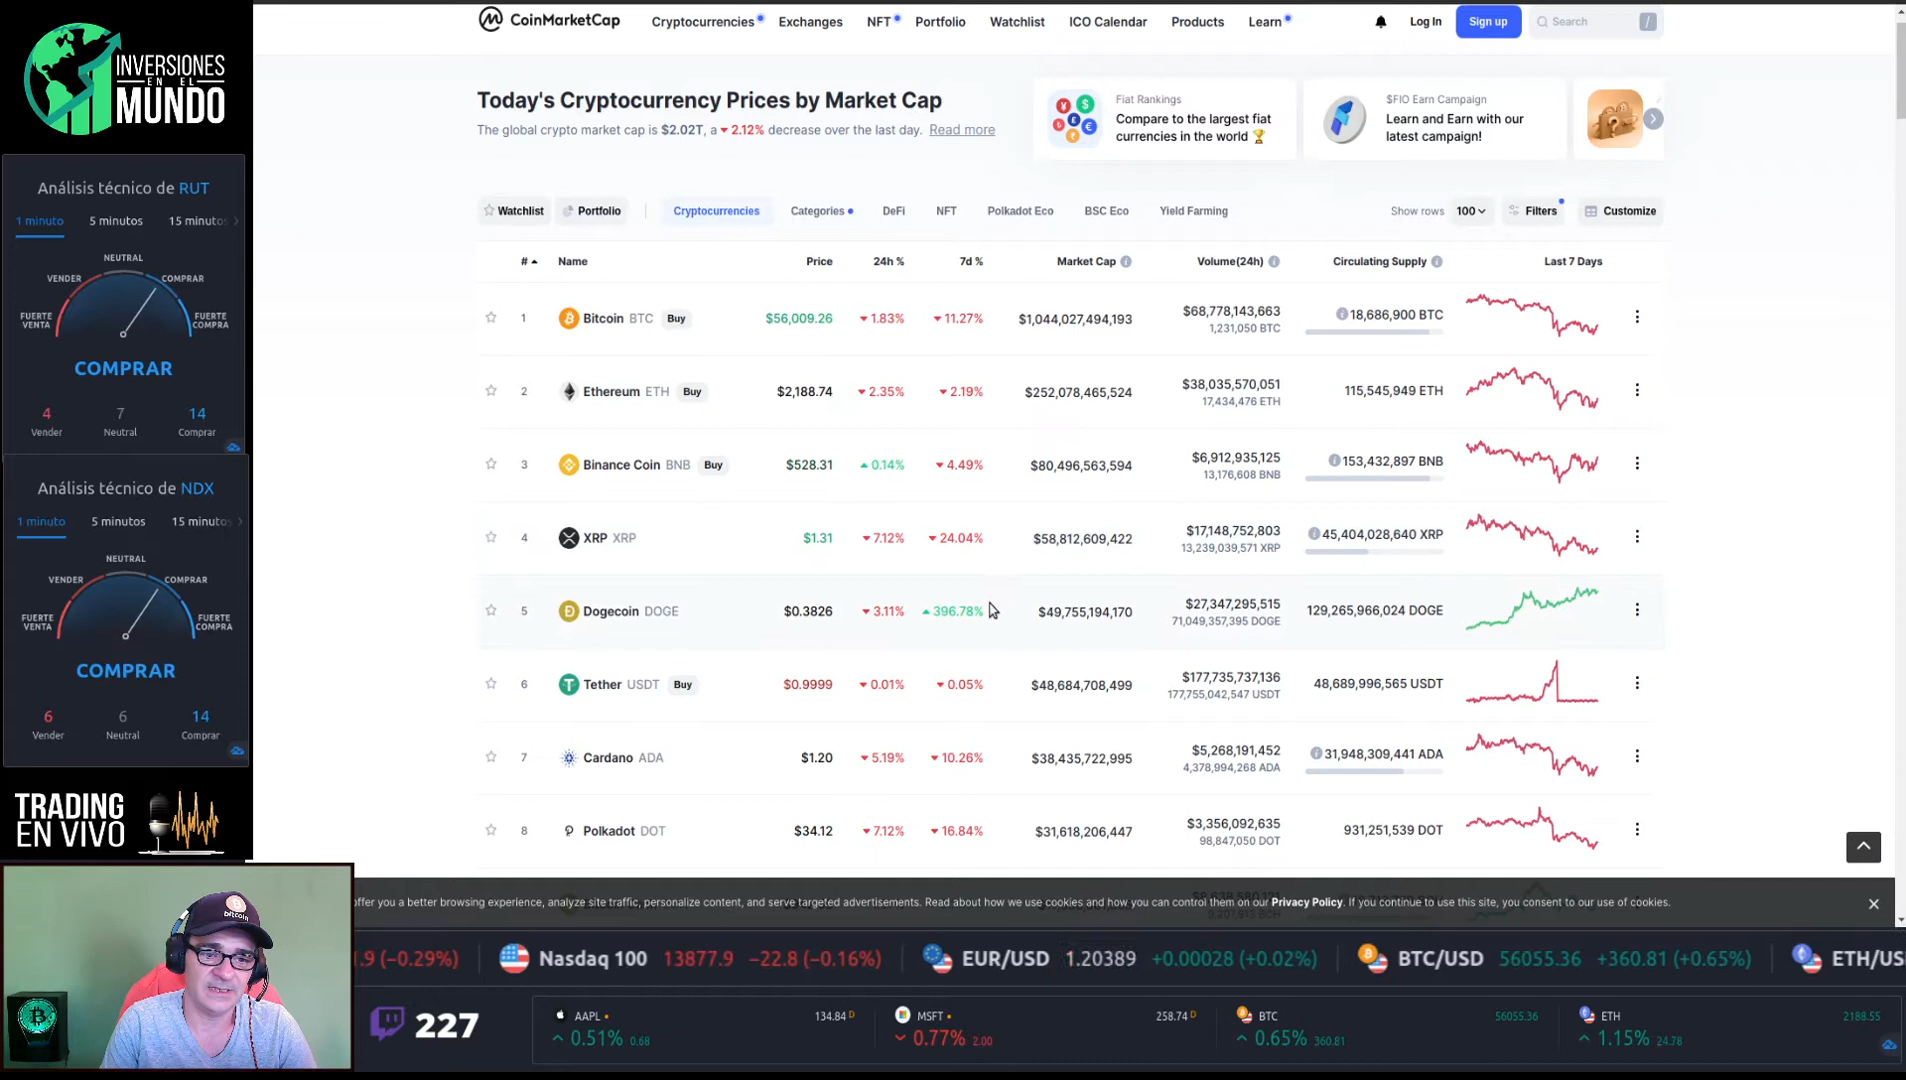 CoinMarketCap
Cryptocurrencies Exchanges NFT Portfolio Watchlist ICO Calendar Products Learn
Log In Sign up Search /
INVERSIONES
EN EL
MUNDO
Today's Cryptocurrency Prices by Market Cap
The global crypto market cap is $2.02T, a 2.12% decrease over the last day. Read more
Fiat Rankings
Compare to the largest fiat
currencies in the world
$FIO Earn Campaign
Learn and Earn with our
latest campaign!
Watchlist Portfolio Cryptocurrencies Categories DeFi NFT Polkadot Eco BSC Eco Yield Farming
Show rows 100 Filters Customize
# Name Price 24h % 7d % Market Cap Volume(24h) Circulating Supply Last 7 Days
1 Bitcoin BTC Buy $56,009.26 1.83% 11.27% $1,044,027,494,193 $68,778,143,663 18,686,900 BTC
1,231,050 BTC
2 Ethereum ETH Buy $2,188.74 2.35% 2.19% $252,078,465,524 $38,035,570,051 115,545,949 ETH
17,434,476 ETH
3 Binance Coin BNB Buy $528.31 0.14% 4.49% $80,496,563,594 $6,912,935,125 153,432,897 BNB
13,176,608 BNB
4 XRP XRP $1.31 7.12% 24.04% $58,812,609,422 $17,148,752,803 45,404,028,640 XRP
13,239,039,571 XRP
5 Dogecoin DOGE $0.3826 3.11% 396.78% $49,755,194,170 $27,347,295,515 129,265,966,024 DOGE
71,049,357,395 DOGE
6 Tether USDT Buy $0.9999 0.01% 0.05% $48,684,708,499 $177,735,737,136 48,689,996,565 USDT
177,755,042,547 USDT
7 Cardano ADA $1.20 5.19% 10.26% $38,435,722,995 $5,268,191,452 31,948,309,441 ADA
4,378,994,268 ADA
8 Polkadot DOT $34.12 7.12% 16.84% $31,618,206,447 $3,356,092,635 931,251,539 DOT
98,847,050 DOT
Análisis técnico de RUT
1 minuto 5 minutos 15 minutos
NEUTRAL
VENDER COMPRAR
FUERTE VENTA FUERTE COMPRA
COMPRAR
4 7 14
Vender Neutral Comprar
Análisis técnico de NDX
1 minuto 5 minutos 15 minutos
NEUTRAL
VENDER COMPRAR
FUERTE VENTA FUERTE COMPRA
COMPRAR
6 6 14
Vender Neutral Comprar
TRADING
EN VIVO
bitcoin
offer you a better browsing experience, analyze site traffic, personalize content, and serve targeted advertisements. Read about how we use cookies and how you can control them on our Privacy Policy. If you continue to use this site, you consent to our use of cookies.
1.9 (−0.29%) Nasdaq 100 13877.9 −22.8 (−0.16%) EUR/USD 1.20389 +0.00028 (+0.02%) BTC/USD 56055.36 +360.81 (+0.65%) ETH/US
227
AAPL 134.84 D MSFT 258.74 D BTC 56055.36 ETH 2188.55
0.51% 0.68 0.77% 2.00 0.65% 360.81 1.15% 24.78